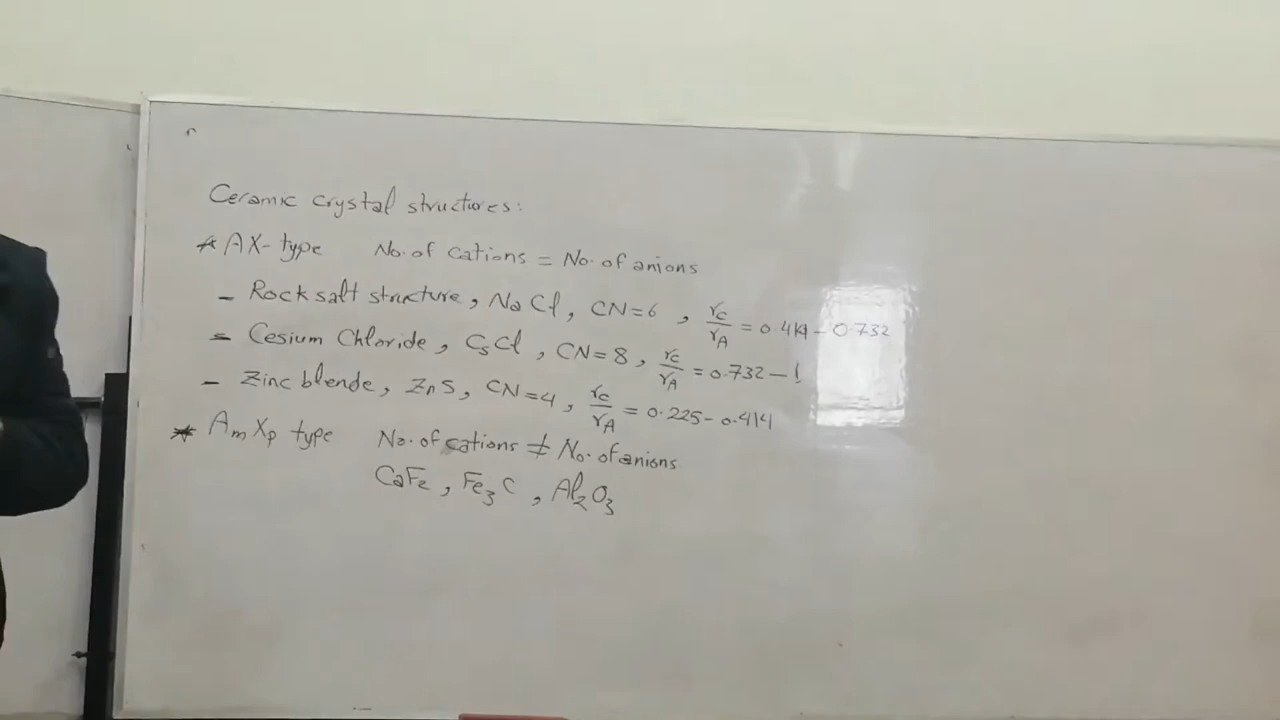 Ceramic crystal structures:
* AX-type No. of cations = No. of anions
- Rock salt structure, NaCl, CN=6, rC/rA = 0.414 - 0.732
- Cesium Chloride, CsCl, CN=8, rC/rA = 0.732 - 1
- Zinc blende, ZnS, CN=4, rC/rA = 0.225 - 0.414
* AmXp type No. of cations ≠ No. of anions
CaF2, Fe3C, Al2O3